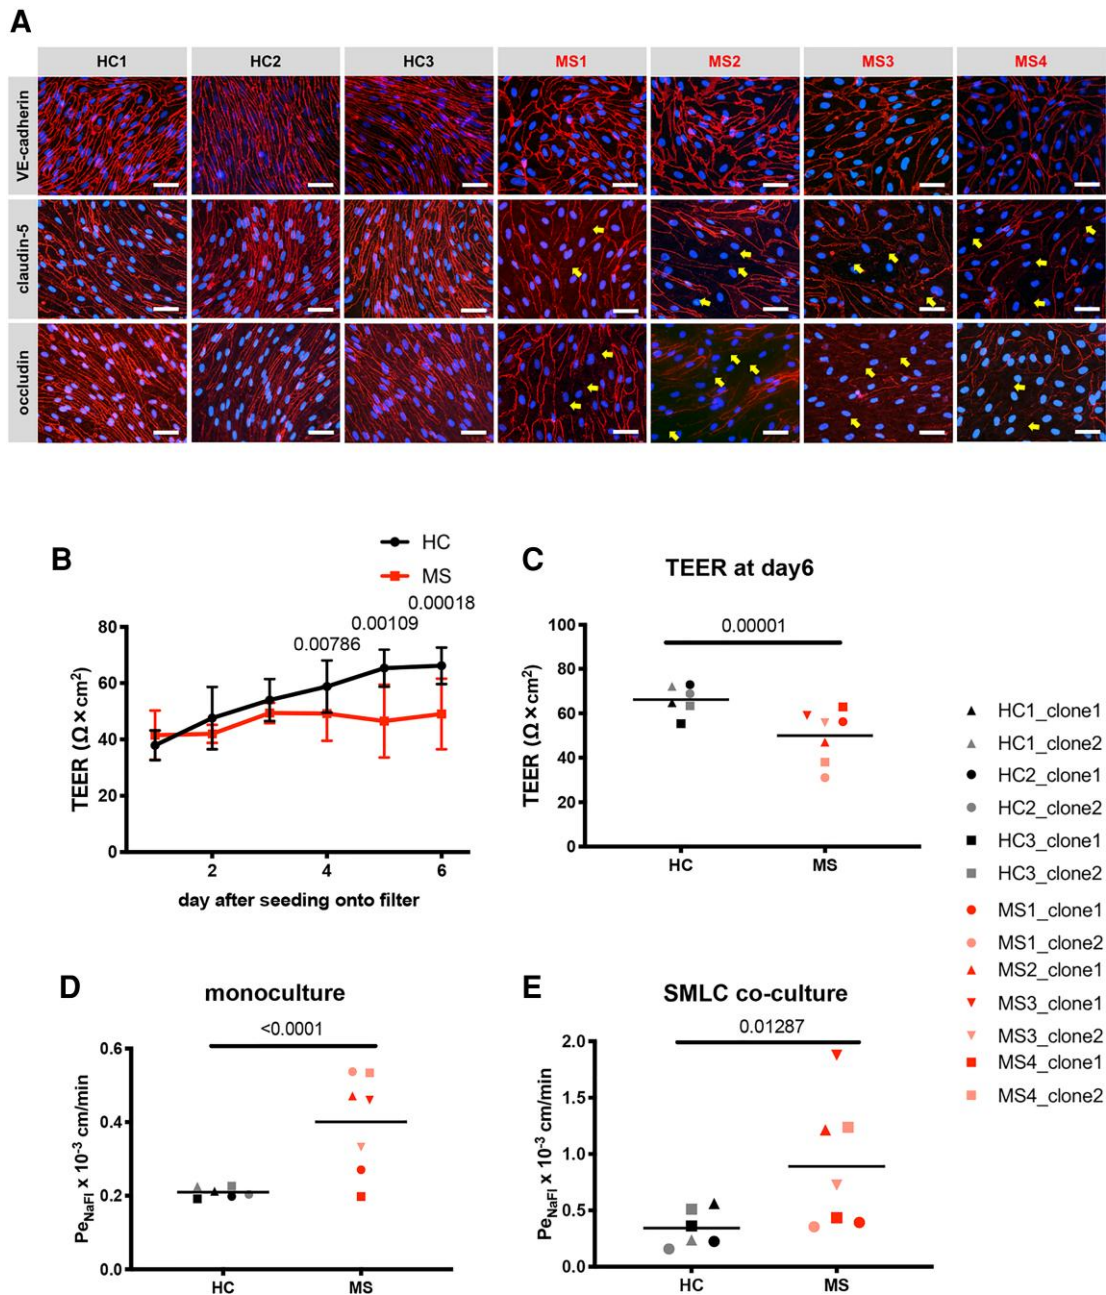 A
HC1 HC2 HC3 MS1 MS2 MS3 MS4
VE-cadherin
claudin-5
occludin
B
HC
MS
0.00786
0.00109
0.00018
TEER (Ω × cm²)
80
60
40
20
0
2 4 6
day after seeding onto filter
C
TEER at day6
0.00001
TEER (Ω × cm²)
100
80
60
40
20
0
HC MS
HC1_clone1
HC1_clone2
HC2_clone1
HC2_clone2
HC3_clone1
HC3_clone2
MS1_clone1
MS1_clone2
MS2_clone1
MS3_clone1
MS3_clone2
MS4_clone1
MS4_clone2
D
monoculture
<0.0001
Pe_NaFl x 10⁻³ cm/min
0.6
0.4
0.2
0.0
HC MS
E
SMLC co-culture
0.01287
Pe_NaFl x 10⁻³ cm/min
2.0
1.5
1.0
0.5
0.0
HC MS